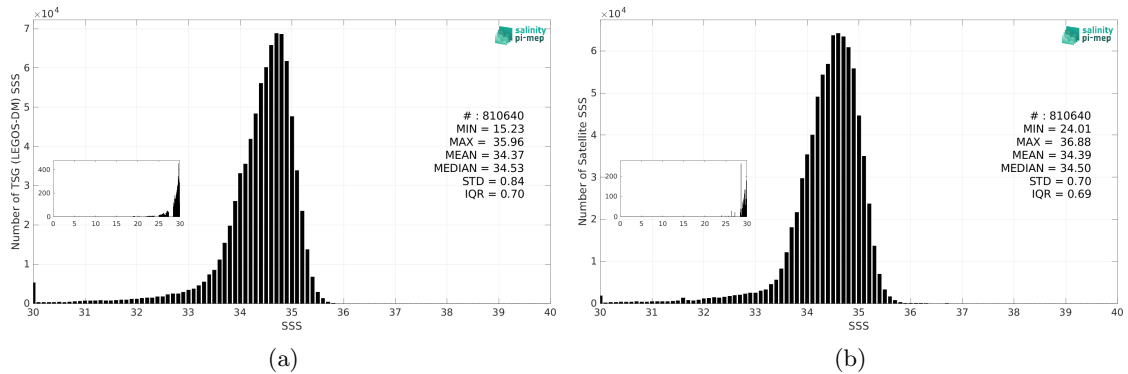 ×10⁴
7
6
5
4
3
2
1
0
Number of TSG (LEGOS-DM) SSS
salinity
pi-mep
# : 810640
MIN = 15.23
MAX = 35.96
MEAN = 34.37
MEDIAN = 34.53
STD = 0.84
IQR = 0.70
400
200
0
0 5 10 15 20 25 30
30 31 32 33 34 35 36 37 38 39 40
SSS
(a)
×10⁴
6
5
4
3
2
1
0
Number of Satellite SSS
salinity
pi-mep
# : 810640
MIN = 24.01
MAX = 36.88
MEAN = 34.39
MEDIAN = 34.50
STD = 0.70
IQR = 0.69
200
100
0
0 5 10 15 20 25 30
30 31 32 33 34 35 36 37 38 39 40
SSS
(b)